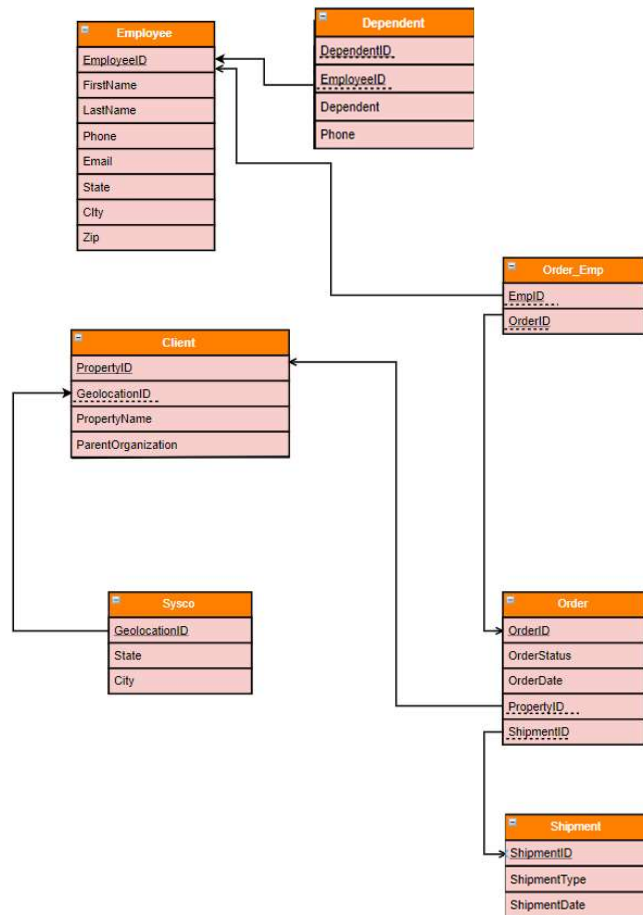 Employee
EmployeeID
FirstName
LastName
Phone
Email
State
CIty
Zip
Dependent
DependentID
EmployeeID
Dependent
Phone
Order_Emp
EmpID
OrderID
Client
PropertyID
GeolocationID
PropertyName
ParentOrganization
Sysco
GeolocationID
State
City
Order
OrderID
OrderStatus
OrderDate
PropertyID
ShipmentID
Shipment
ShipmentID
ShipmentType
ShipmentDate